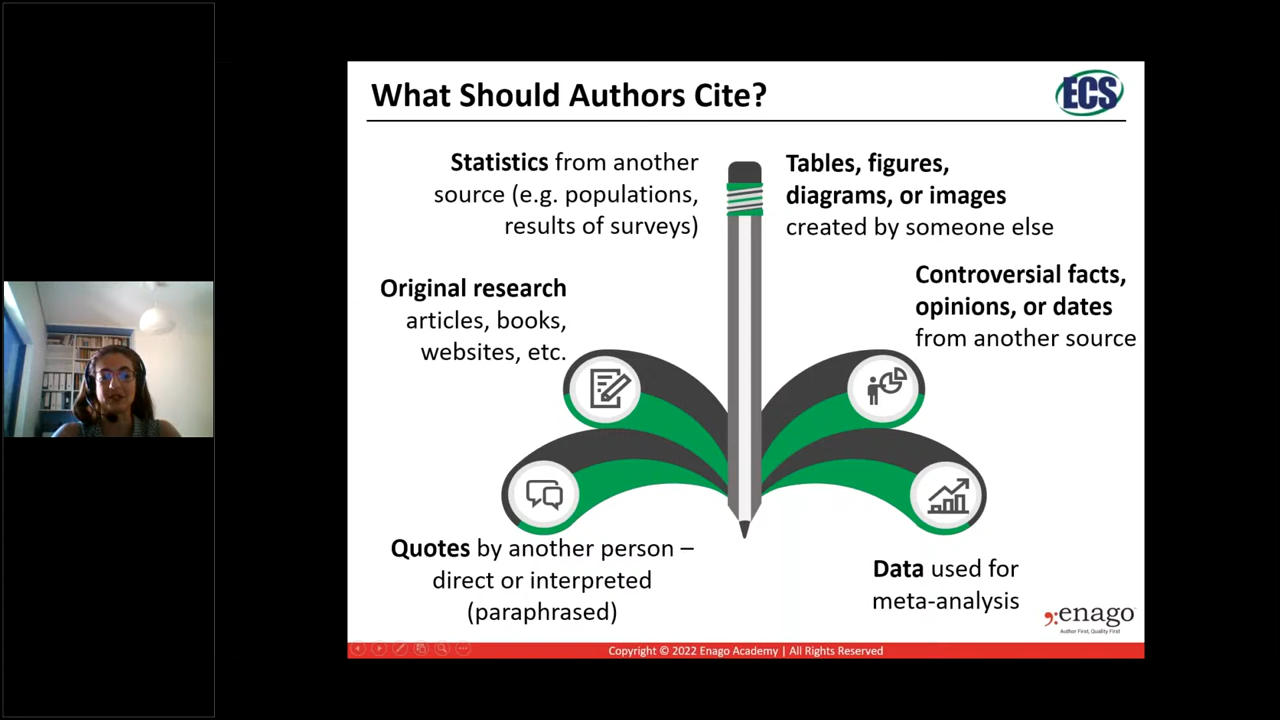 What Should Authors Cite?
ECS
Statistics from another
source (e.g. populations,
results of surveys)
Tables, figures,
diagrams, or images
created by someone else
Original research
articles, books,
websites, etc.
Controversial facts,
opinions, or dates
from another source
Quotes by another person –
direct or interpreted
(paraphrased)
Data used for
meta-analysis
enago
Author First, Quality First
Copyright © 2022 Enago Academy | All Rights Reserved